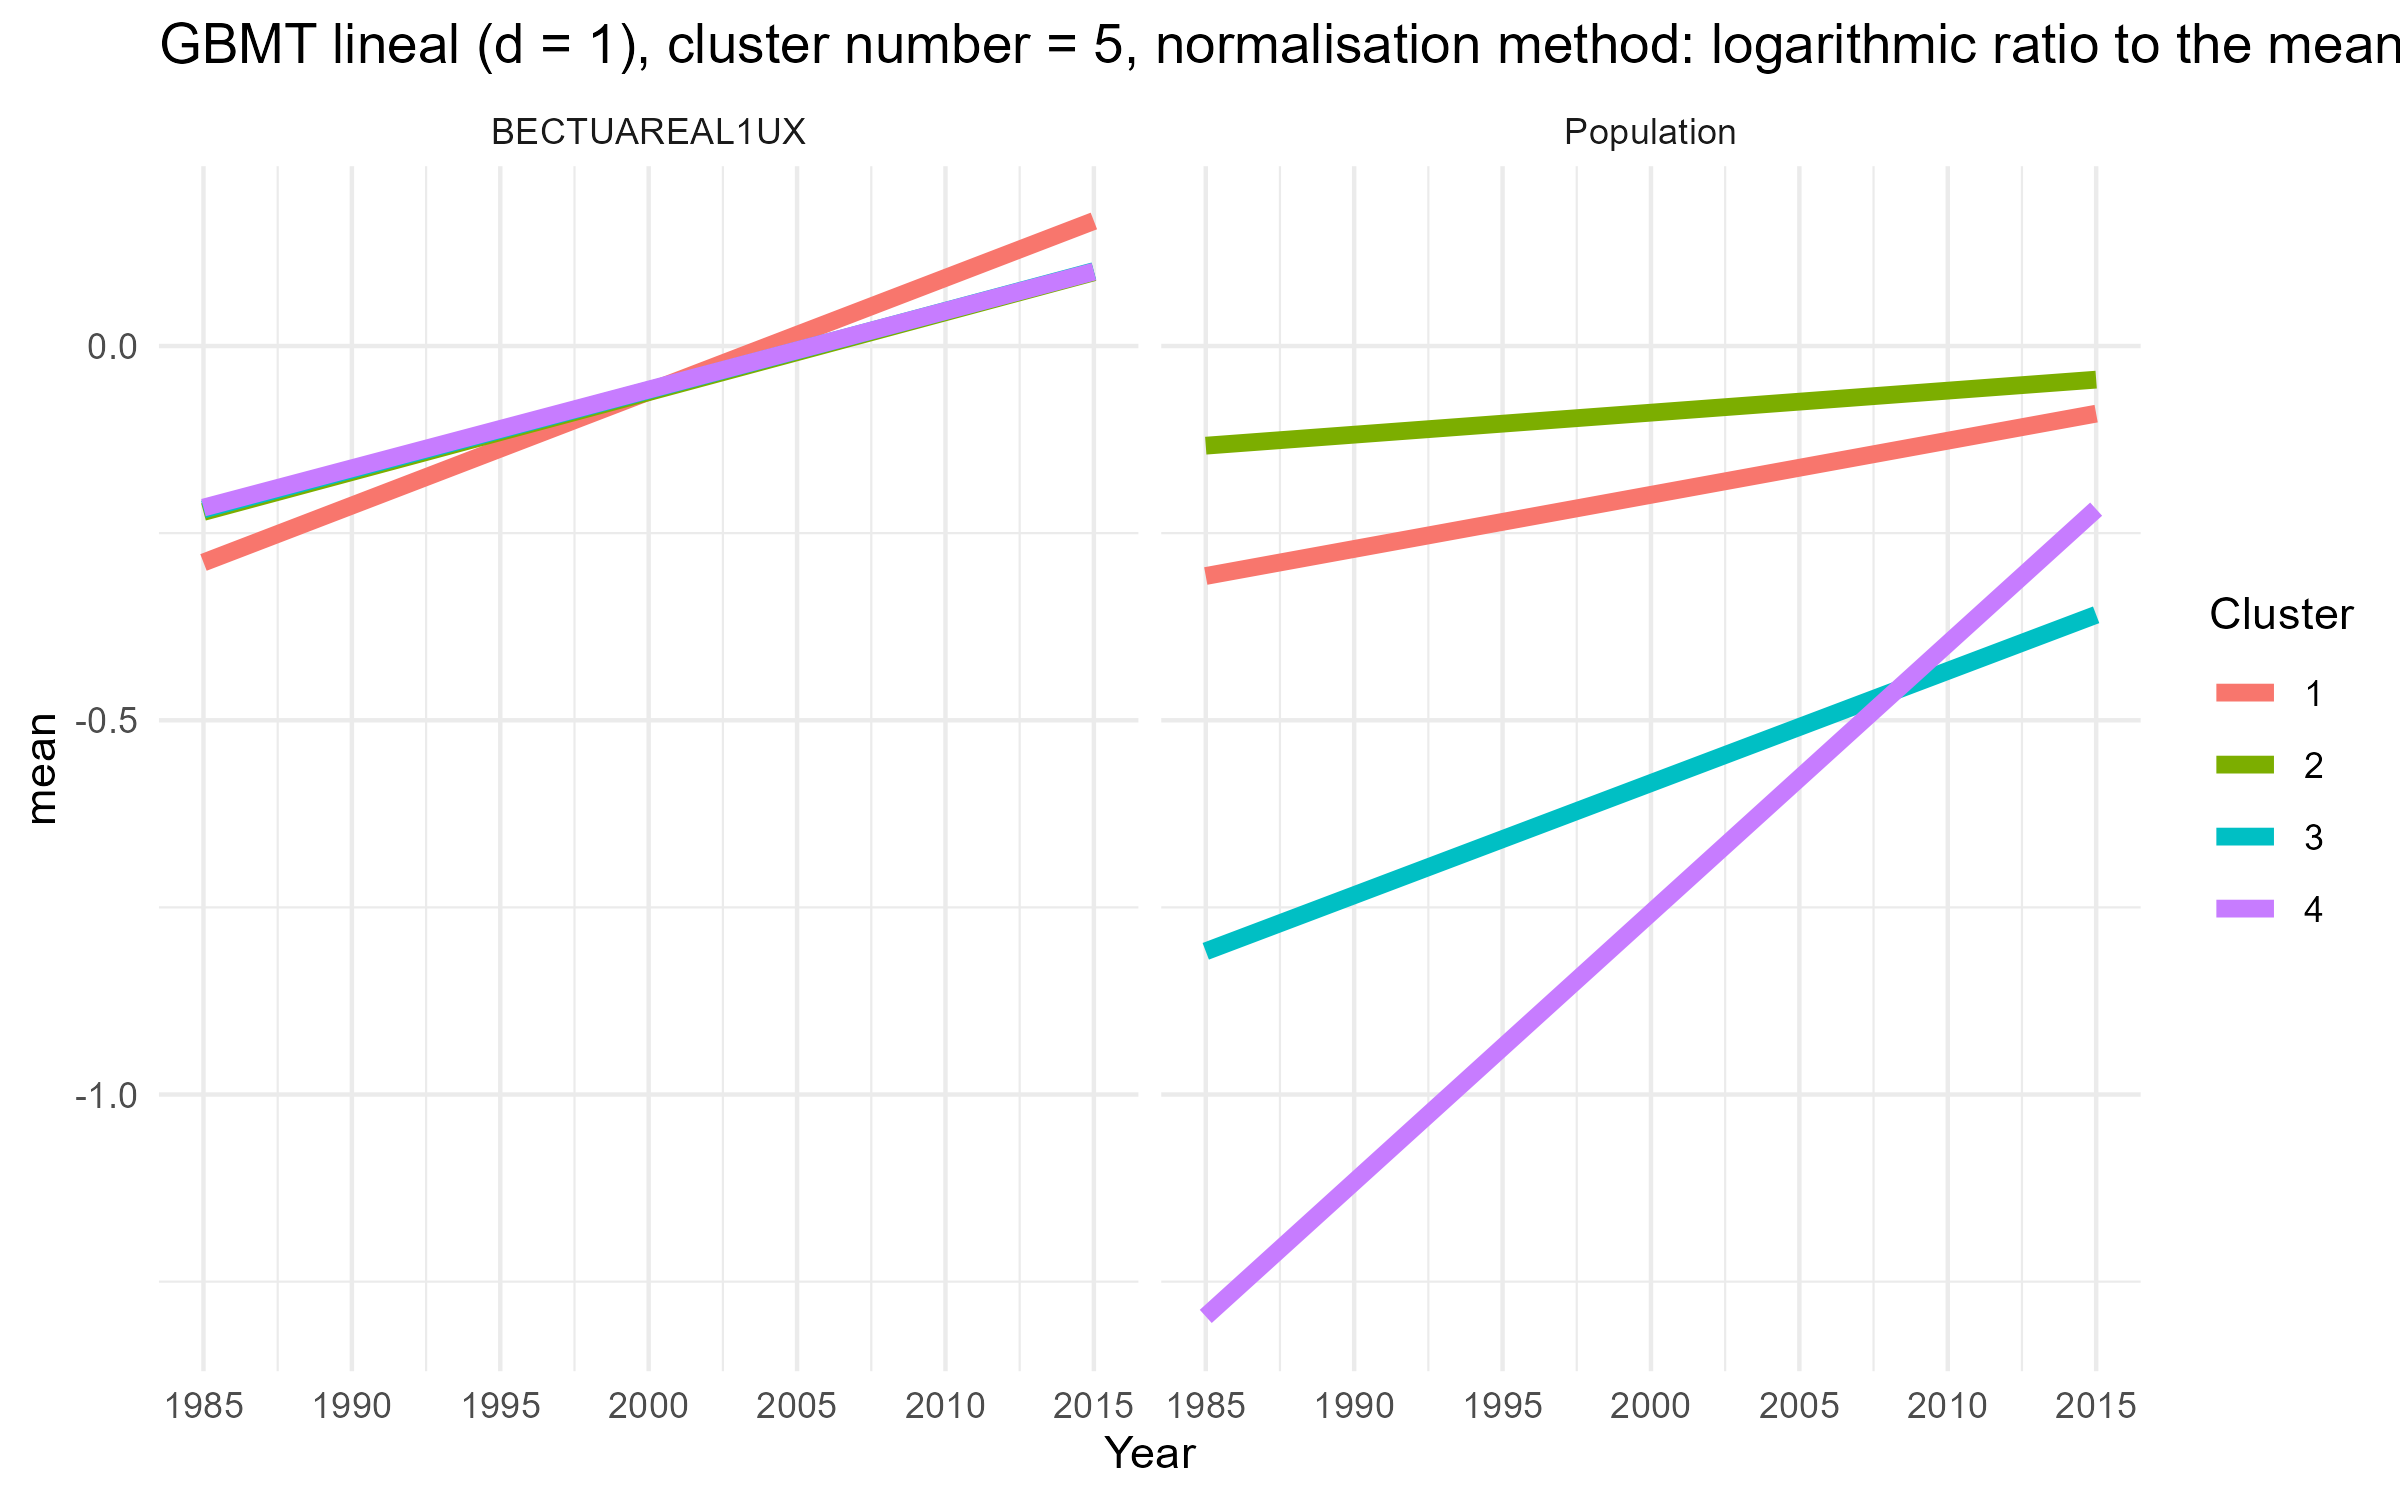 GBMT lineal (d = 1), cluster number = 5, normalisation method: logarithmic ratio to the mean
BECTUAREAL1UX
Population
0.0
-0.5
-1.0
mean
1985 1990 1995 2000 2005 2010 2015
1985 1990 1995 2000 2005 2010 2015
Year
Cluster
1
2
3
4